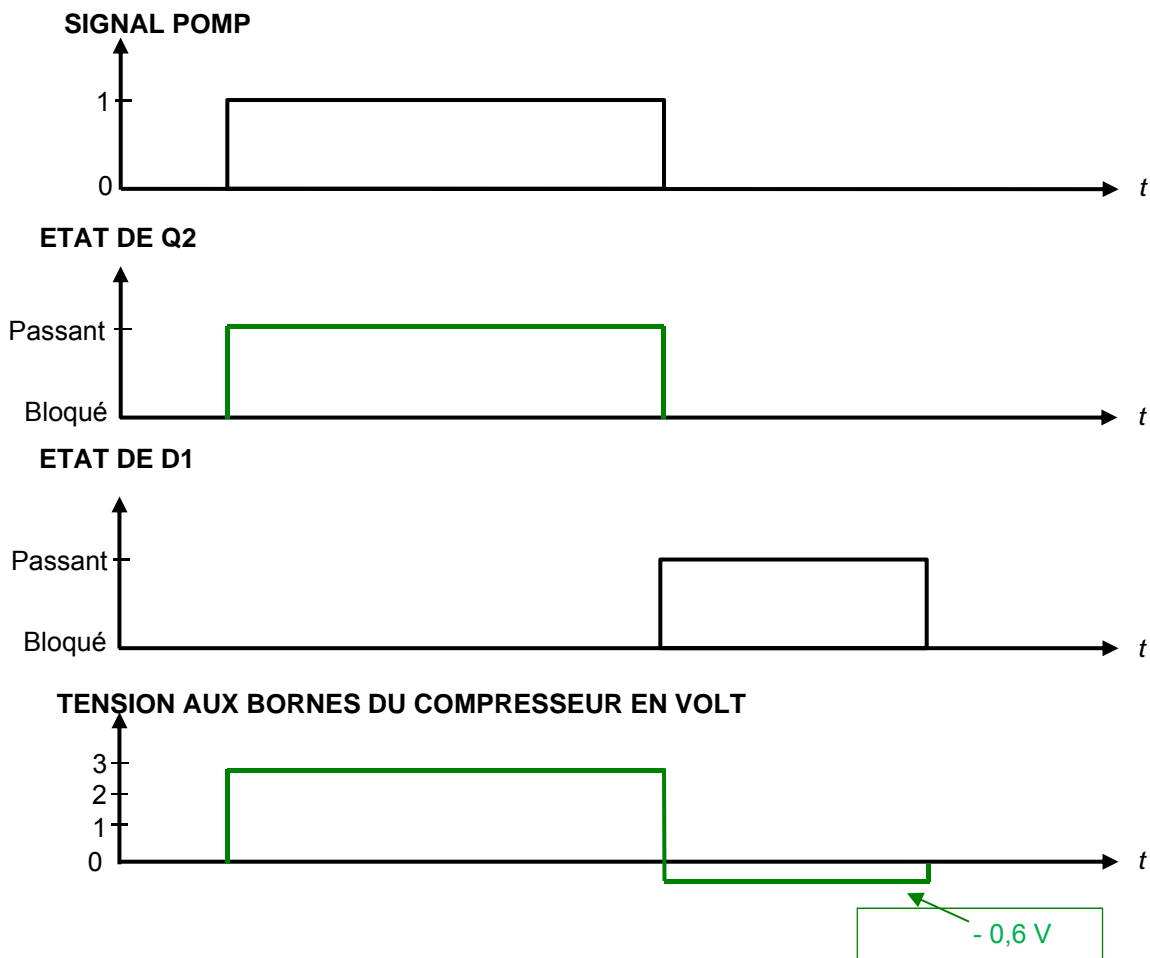 SIGNAL POMP
1
0
t
ETAT DE Q2
Passant
Bloqué
t
ETAT DE D1
Passant
Bloqué
t
TENSION AUX BORNES DU COMPRESSEUR EN VOLT
3
2
1
0
t
- 0,6 V